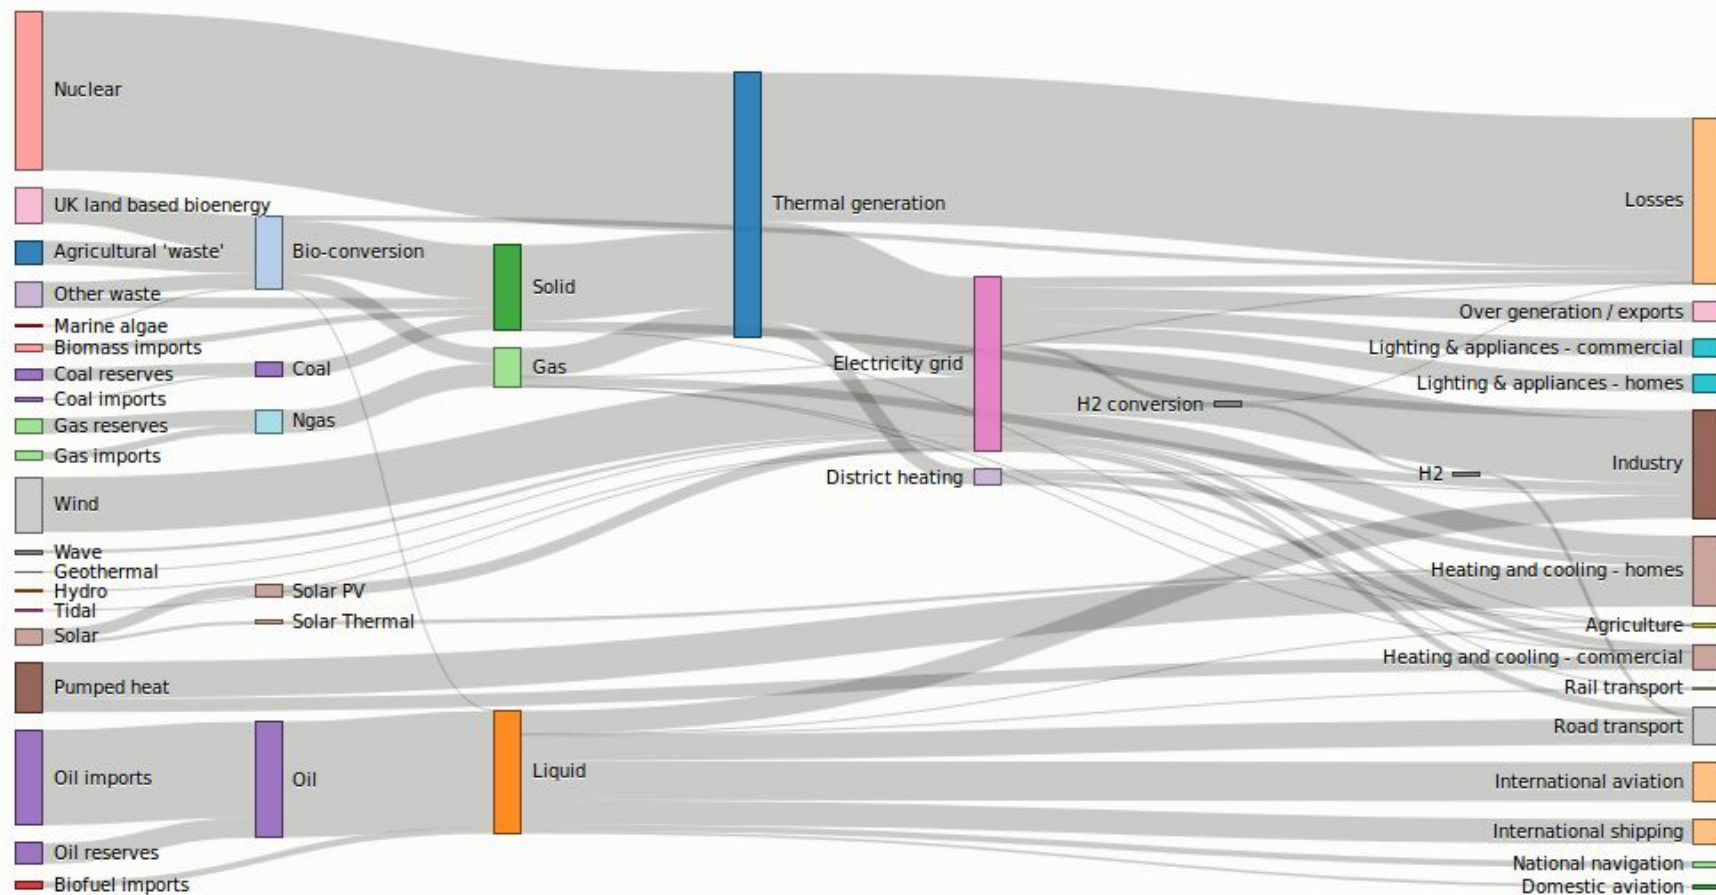 Nuclear
UK land based bioenergy
Agricultural 'waste'
Other waste
Marine algae
Biomass imports
Coal reserves
Coal imports
Gas reserves
Gas imports
Wind
Wave
Geothermal
Hydro
Tidal
Solar
Pumped heat
Oil imports
Oil reserves
Biofuel imports
Bio-conversion
Coal
Ngas
Solar PV
Solar Thermal
Oil
Solid
Gas
Liquid
Thermal generation
Electricity grid
District heating
H2 conversion
H2
Losses
Over generation / exports
Lighting & appliances - commercial
Lighting & appliances - homes
Industry
Heating and cooling - homes
Agriculture
Heating and cooling - commercial
Rail transport
Road transport
International aviation
International shipping
National navigation
Domestic aviation